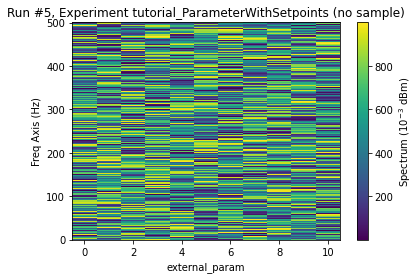 Run #5, Experiment tutorial_ParameterWithSetpoints (no sample)
500
400
300
200
100
0
Freq Axis (Hz)
0 2 4 6 8 10
external_param
800
600
400
200
Spectrum (10⁻³ dBm)